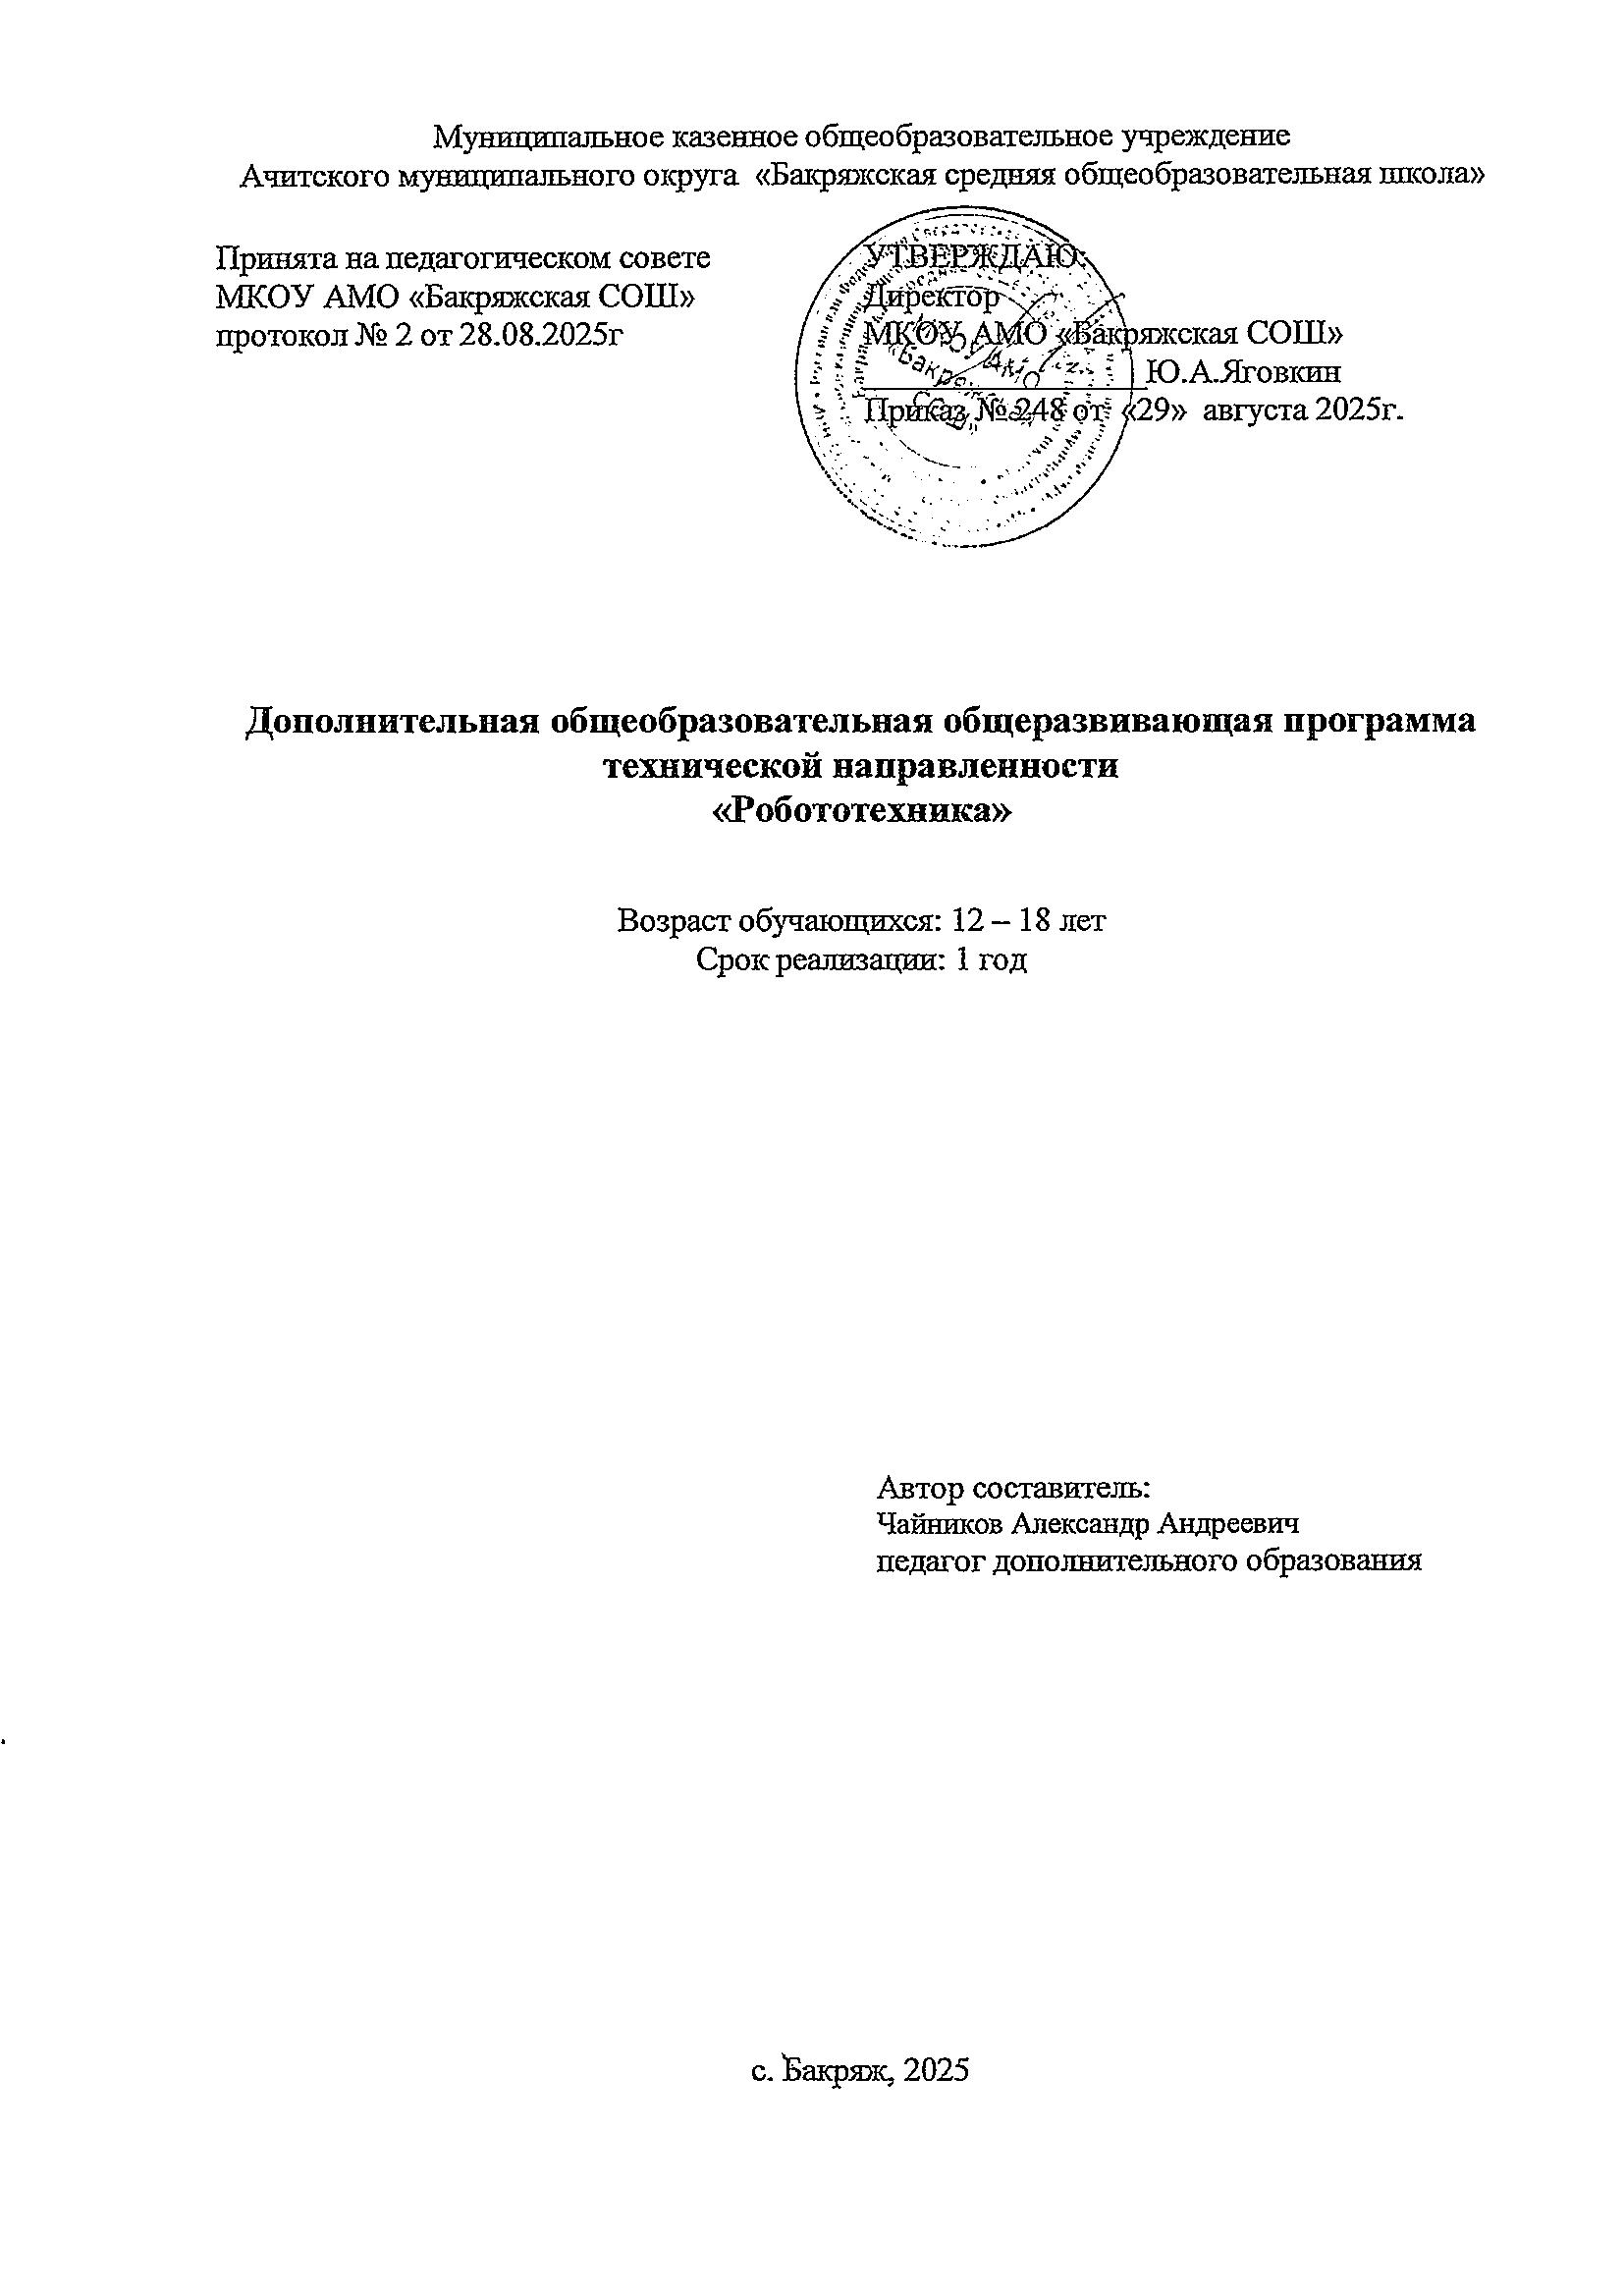 Муниципальное казенное общеобразовательное учреждение
Ачитского муниципального округа «Бакряжская средняя общеобразовательная школа»
Принята на педагогическом совете
МКОУ АМО «Бакряжская СОШ»
протокол № 2 от 28.08.2025г
УТВЕРЖДАЮ:
Директор
МКОУ АМО «Бакряжская СОШ»
Ю.А.Яговкин
Приказ № 248 от «29» августа 2025г.
Дополнительная общеобразовательная общеразвивающая программа
технической направленности
«Робототехника»
Возраст обучающихся: 12 – 18 лет
Срок реализации: 1 год
Автор составитель:
Чайников Александр Андреевич
педагог дополнительного образования
с. Бакряж, 2025